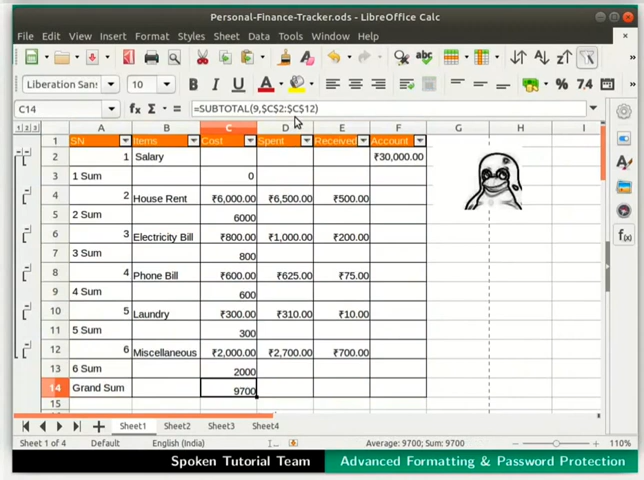 Personal-Finance-Tracker.ods - LibreOffice Calc
File Edit View Insert Format Styles Sheet Data Tools Window Help
Liberation Sans 10 B I U A % 7.4
C14 fx Σ = =SUBTOTAL(9,$C$2:$C$12)
1 2 3 A B C D E F G H
1 SN Items Cost Spent Received Account
2 1 Salary ₹30,000.00
3 1 Sum 0
4 2 House Rent ₹6,000.00 ₹6,500.00 ₹500.00
5 2 Sum 6000
6 3 Electricity Bill ₹800.00 ₹1,000.00 ₹200.00
7 3 Sum 800
8 4 Phone Bill ₹600.00 ₹625.00 ₹75.00
9 4 Sum 600
10 5 Laundry ₹300.00 ₹310.00 ₹10.00
11 5 Sum 300
12 6 Miscellaneous ₹2,000.00 ₹2,700.00 ₹700.00
13 6 Sum 2000
14 Grand Sum 9700
15
Sheet1 Sheet2 Sheet3 Sheet4
Sheet 1 of 4 Default English (India) Average: 9700; Sum: 9700 110%
Spoken Tutorial Team Advanced Formatting & Password Protection